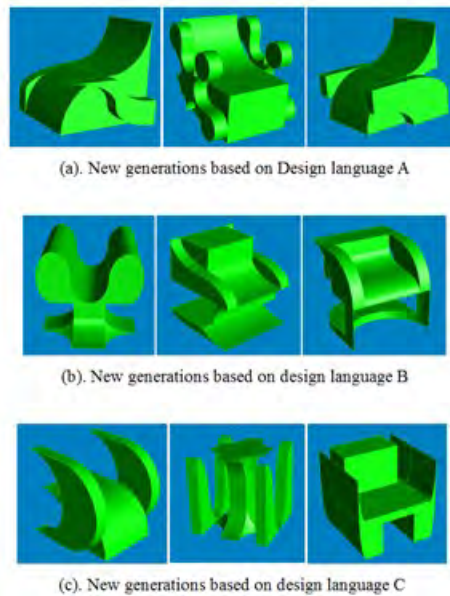 (a). New generations based on Design language A
(b). New generations based on design language B
(c). New generations based on design language C